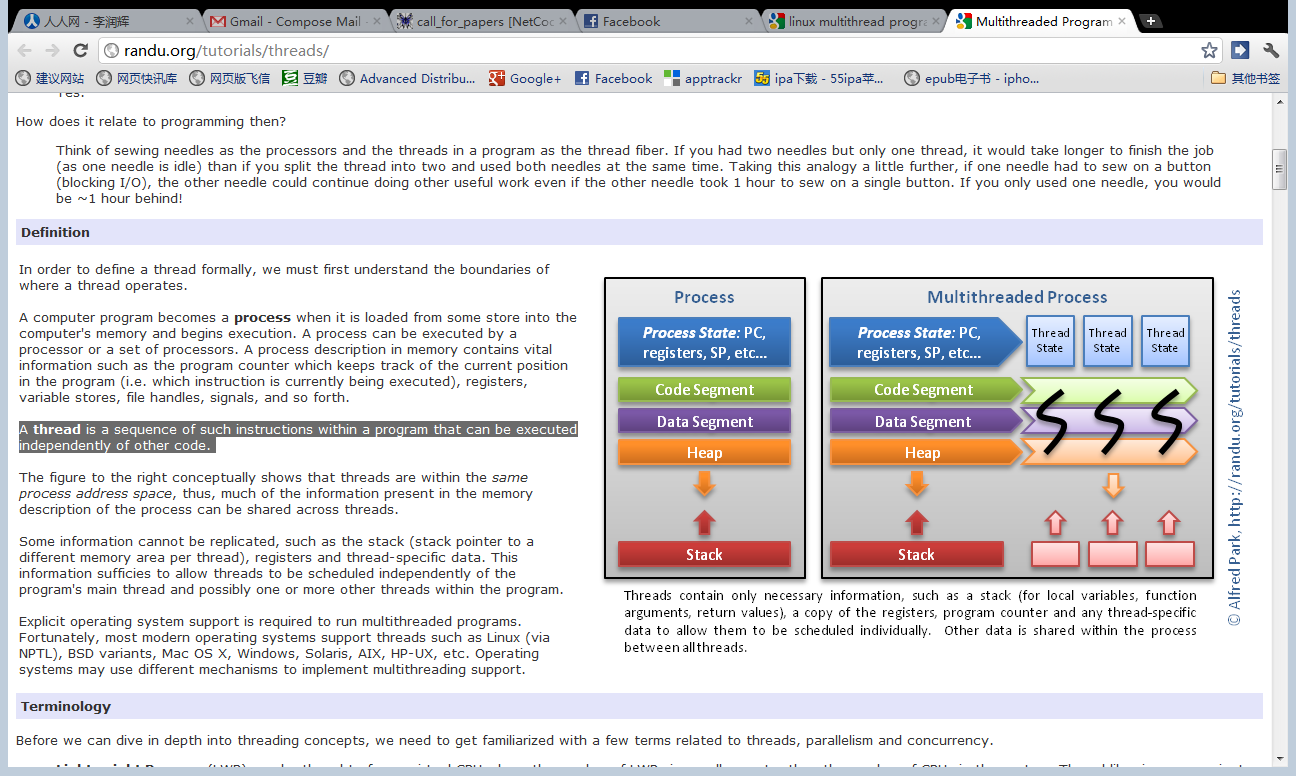 人人网 - 李润辉
Gmail - Compose Mail -
call_for_papers [NetCoc
Facebook
linux multithread progra
Multithreaded Program
randu.org/tutorials/threads/
建议网站
网页快讯库
网页版飞信
豆瓣
Advanced Distribu...
Google+
Facebook
apptrackr
ipa下载 - 55ipa苹...
epub电子书 - ipho...
其他书签
Yes.
How does it relate to programming then?
Think of sewing needles as the processors and the threads in a program as the thread fiber. If you had two needles but only one thread, it would take longer to finish the job
(as one needle is idle) than if you split the thread into two and used both needles at the same time. Taking this analogy a little further, if one needle had to sew on a button
(blocking I/O), the other needle could continue doing other useful work even if the other needle took 1 hour to sew on a single button. If you only used one needle, you would
be ~1 hour behind!
Definition
In order to define a thread formally, we must first understand the boundaries of
where a thread operates.
A computer program becomes a process when it is loaded from some store into the
computer's memory and begins execution. A process can be executed by a
processor or a set of processors. A process description in memory contains vital
information such as the program counter which keeps track of the current position
in the program (i.e. which instruction is currently being executed), registers,
variable stores, file handles, signals, and so forth.
A thread is a sequence of such instructions within a program that can be executed
independently of other code.
The figure to the right conceptually shows that threads are within the same
process address space, thus, much of the information present in the memory
description of the process can be shared across threads.
Some information cannot be replicated, such as the stack (stack pointer to a
different memory area per thread), registers and thread-specific data. This
information sufficies to allow threads to be scheduled independently of the
program's main thread and possibly one or more other threads within the program.
Explicit operating system support is required to run multithreaded programs.
Fortunately, most modern operating systems support threads such as Linux (via
NPTL), BSD variants, Mac OS X, Windows, Solaris, AIX, HP-UX, etc. Operating
systems may use different mechanisms to implement multithreading support.
Process
Process State: PC,
registers, SP, etc...
Code Segment
Data Segment
Heap
Stack
Multithreaded Process
Process State: PC,
registers, SP, etc...
Thread
State
Thread
State
Thread
State
Code Segment
Data Segment
Heap
Stack
Threads contain only necessary information, such as a stack (for local variables, function
arguments, return values), a copy of the registers, program counter and any thread-specific
data to allow them to be scheduled individually. Other data is shared within the process
between all threads.
© Alfred Park, http://randu.org/tutorials/threads
Terminology
Before we can dive in depth into threading concepts, we need to get familiarized with a few terms related to threads, parallelism and concurrency.